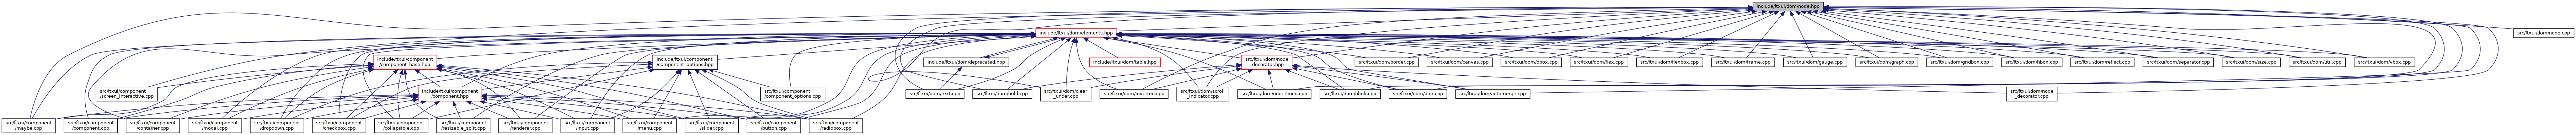 include/ftxui/dom/node.hpp
include/ftxui/dom/elements.hpp
src/ftxui/dom/node.cpp
include/ftxui/component
/component_base.hpp
include/ftxui/component
/component_options.hpp
include/ftxui/dom/deprecated.hpp
include/ftxui/dom/table.hpp
include/ftxui/dom/node
_decorator.hpp
src/ftxui/dom/border.cpp
src/ftxui/dom/canvas.cpp
src/ftxui/dom/dbox.cpp
src/ftxui/dom/flex.cpp
src/ftxui/dom/flexbox.cpp
src/ftxui/dom/frame.cpp
src/ftxui/dom/gauge.cpp
src/ftxui/dom/graph.cpp
src/ftxui/dom/gridbox.cpp
src/ftxui/dom/hbox.cpp
src/ftxui/dom/reflect.cpp
src/ftxui/dom/separator.cpp
src/ftxui/dom/size.cpp
src/ftxui/dom/util.cpp
src/ftxui/dom/vbox.cpp
src/ftxui/component
/screen_interactive.cpp
include/ftxui/component
/component.hpp
src/ftxui/component
/component_options.cpp
src/ftxui/dom/text.cpp
src/ftxui/dom/bold.cpp
src/ftxui/dom/clear
_under.cpp
src/ftxui/dom/inverted.cpp
src/ftxui/dom/scroll
_indicator.cpp
src/ftxui/dom/underlined.cpp
src/ftxui/dom/blink.cpp
src/ftxui/dom/dim.cpp
src/ftxui/dom/automerge.cpp
src/ftxui/dom/node
_decorator.cpp
src/ftxui/component
/maybe.cpp
src/ftxui/component
/component.cpp
src/ftxui/component
/container.cpp
src/ftxui/component
/modal.cpp
src/ftxui/component
/dropdown.cpp
src/ftxui/component
/checkbox.cpp
src/ftxui/component
/collapsible.cpp
src/ftxui/component
/resizable_split.cpp
src/ftxui/component
/renderer.cpp
src/ftxui/component
/input.cpp
src/ftxui/component
/menu.cpp
src/ftxui/component
/slider.cpp
src/ftxui/component
/button.cpp
src/ftxui/component
/radiobox.cpp